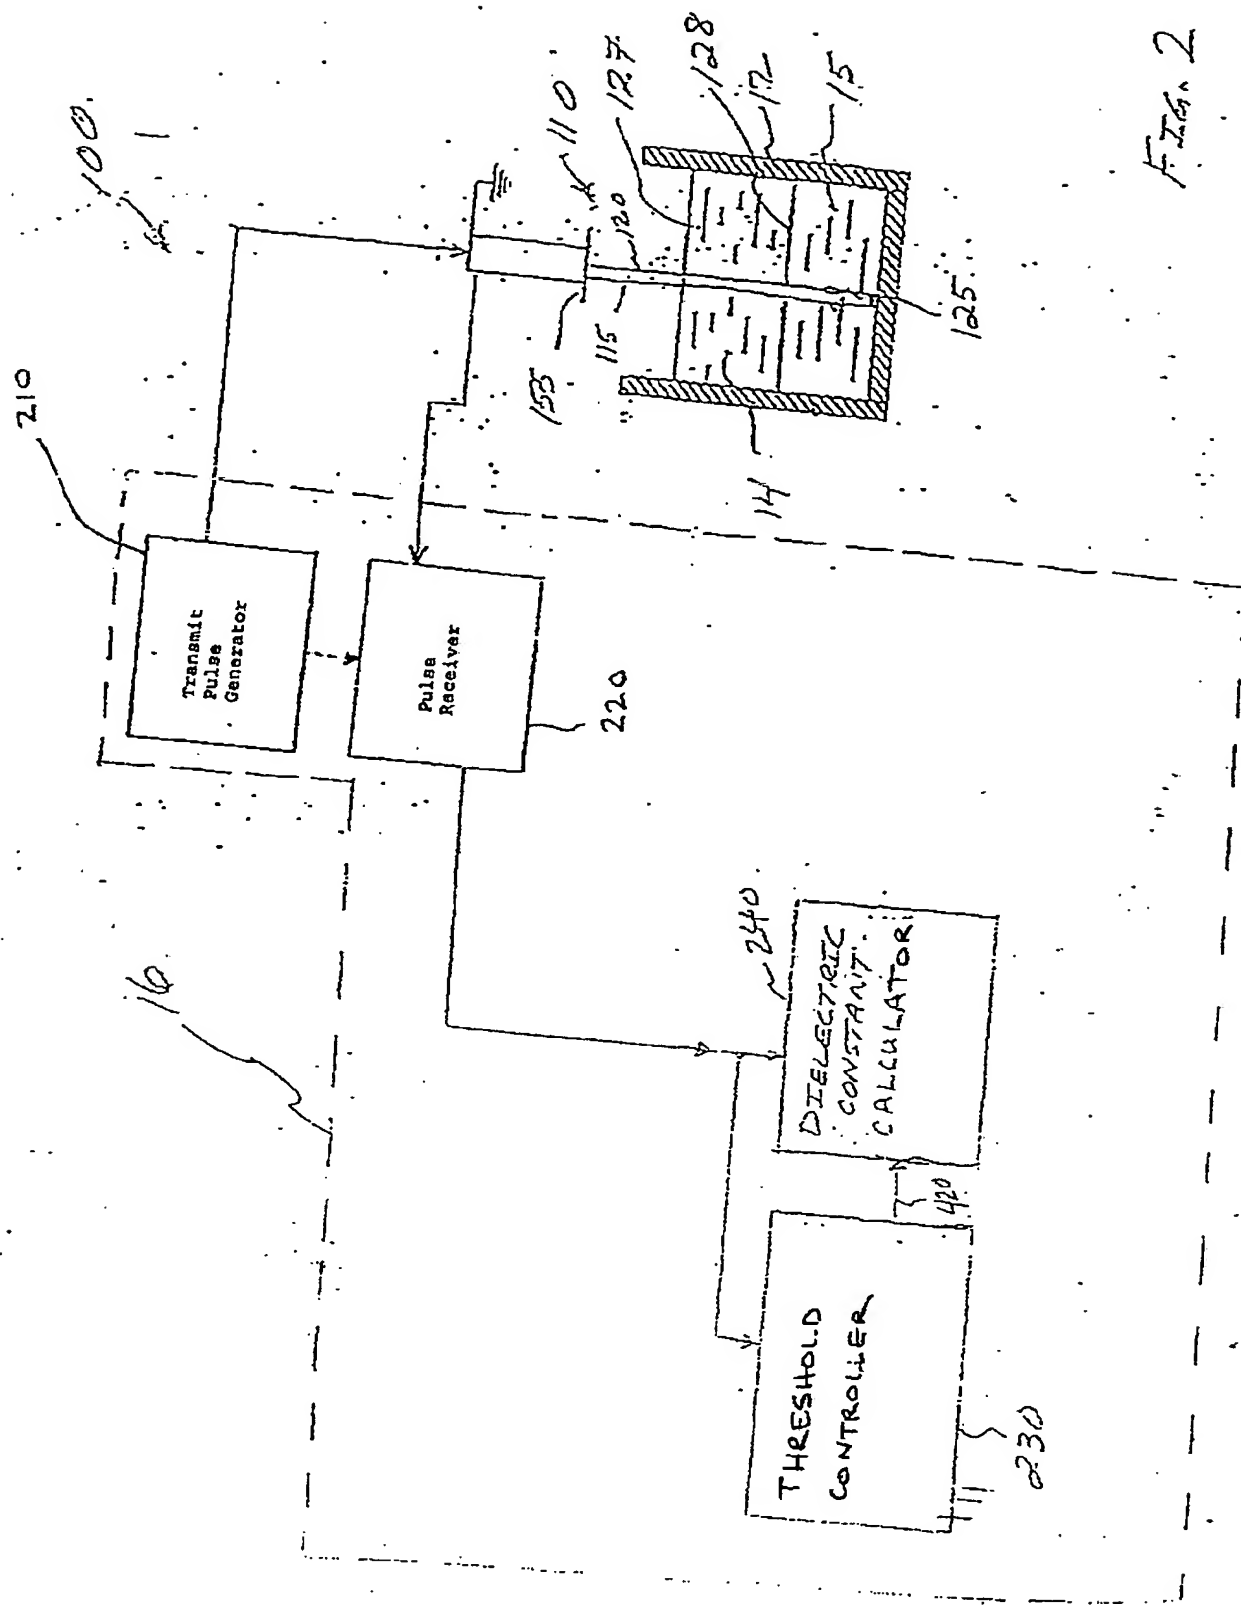 100
210
Transmit
Pulse
Generator
Pulse
Receiver
220
16
155
110
115
120
127
128
12
15
14
125
DIELECTRIC
CONSTANT
CALCULATOR
240
420
THRESHOLD
CONTROLLER
230
FIG. 2